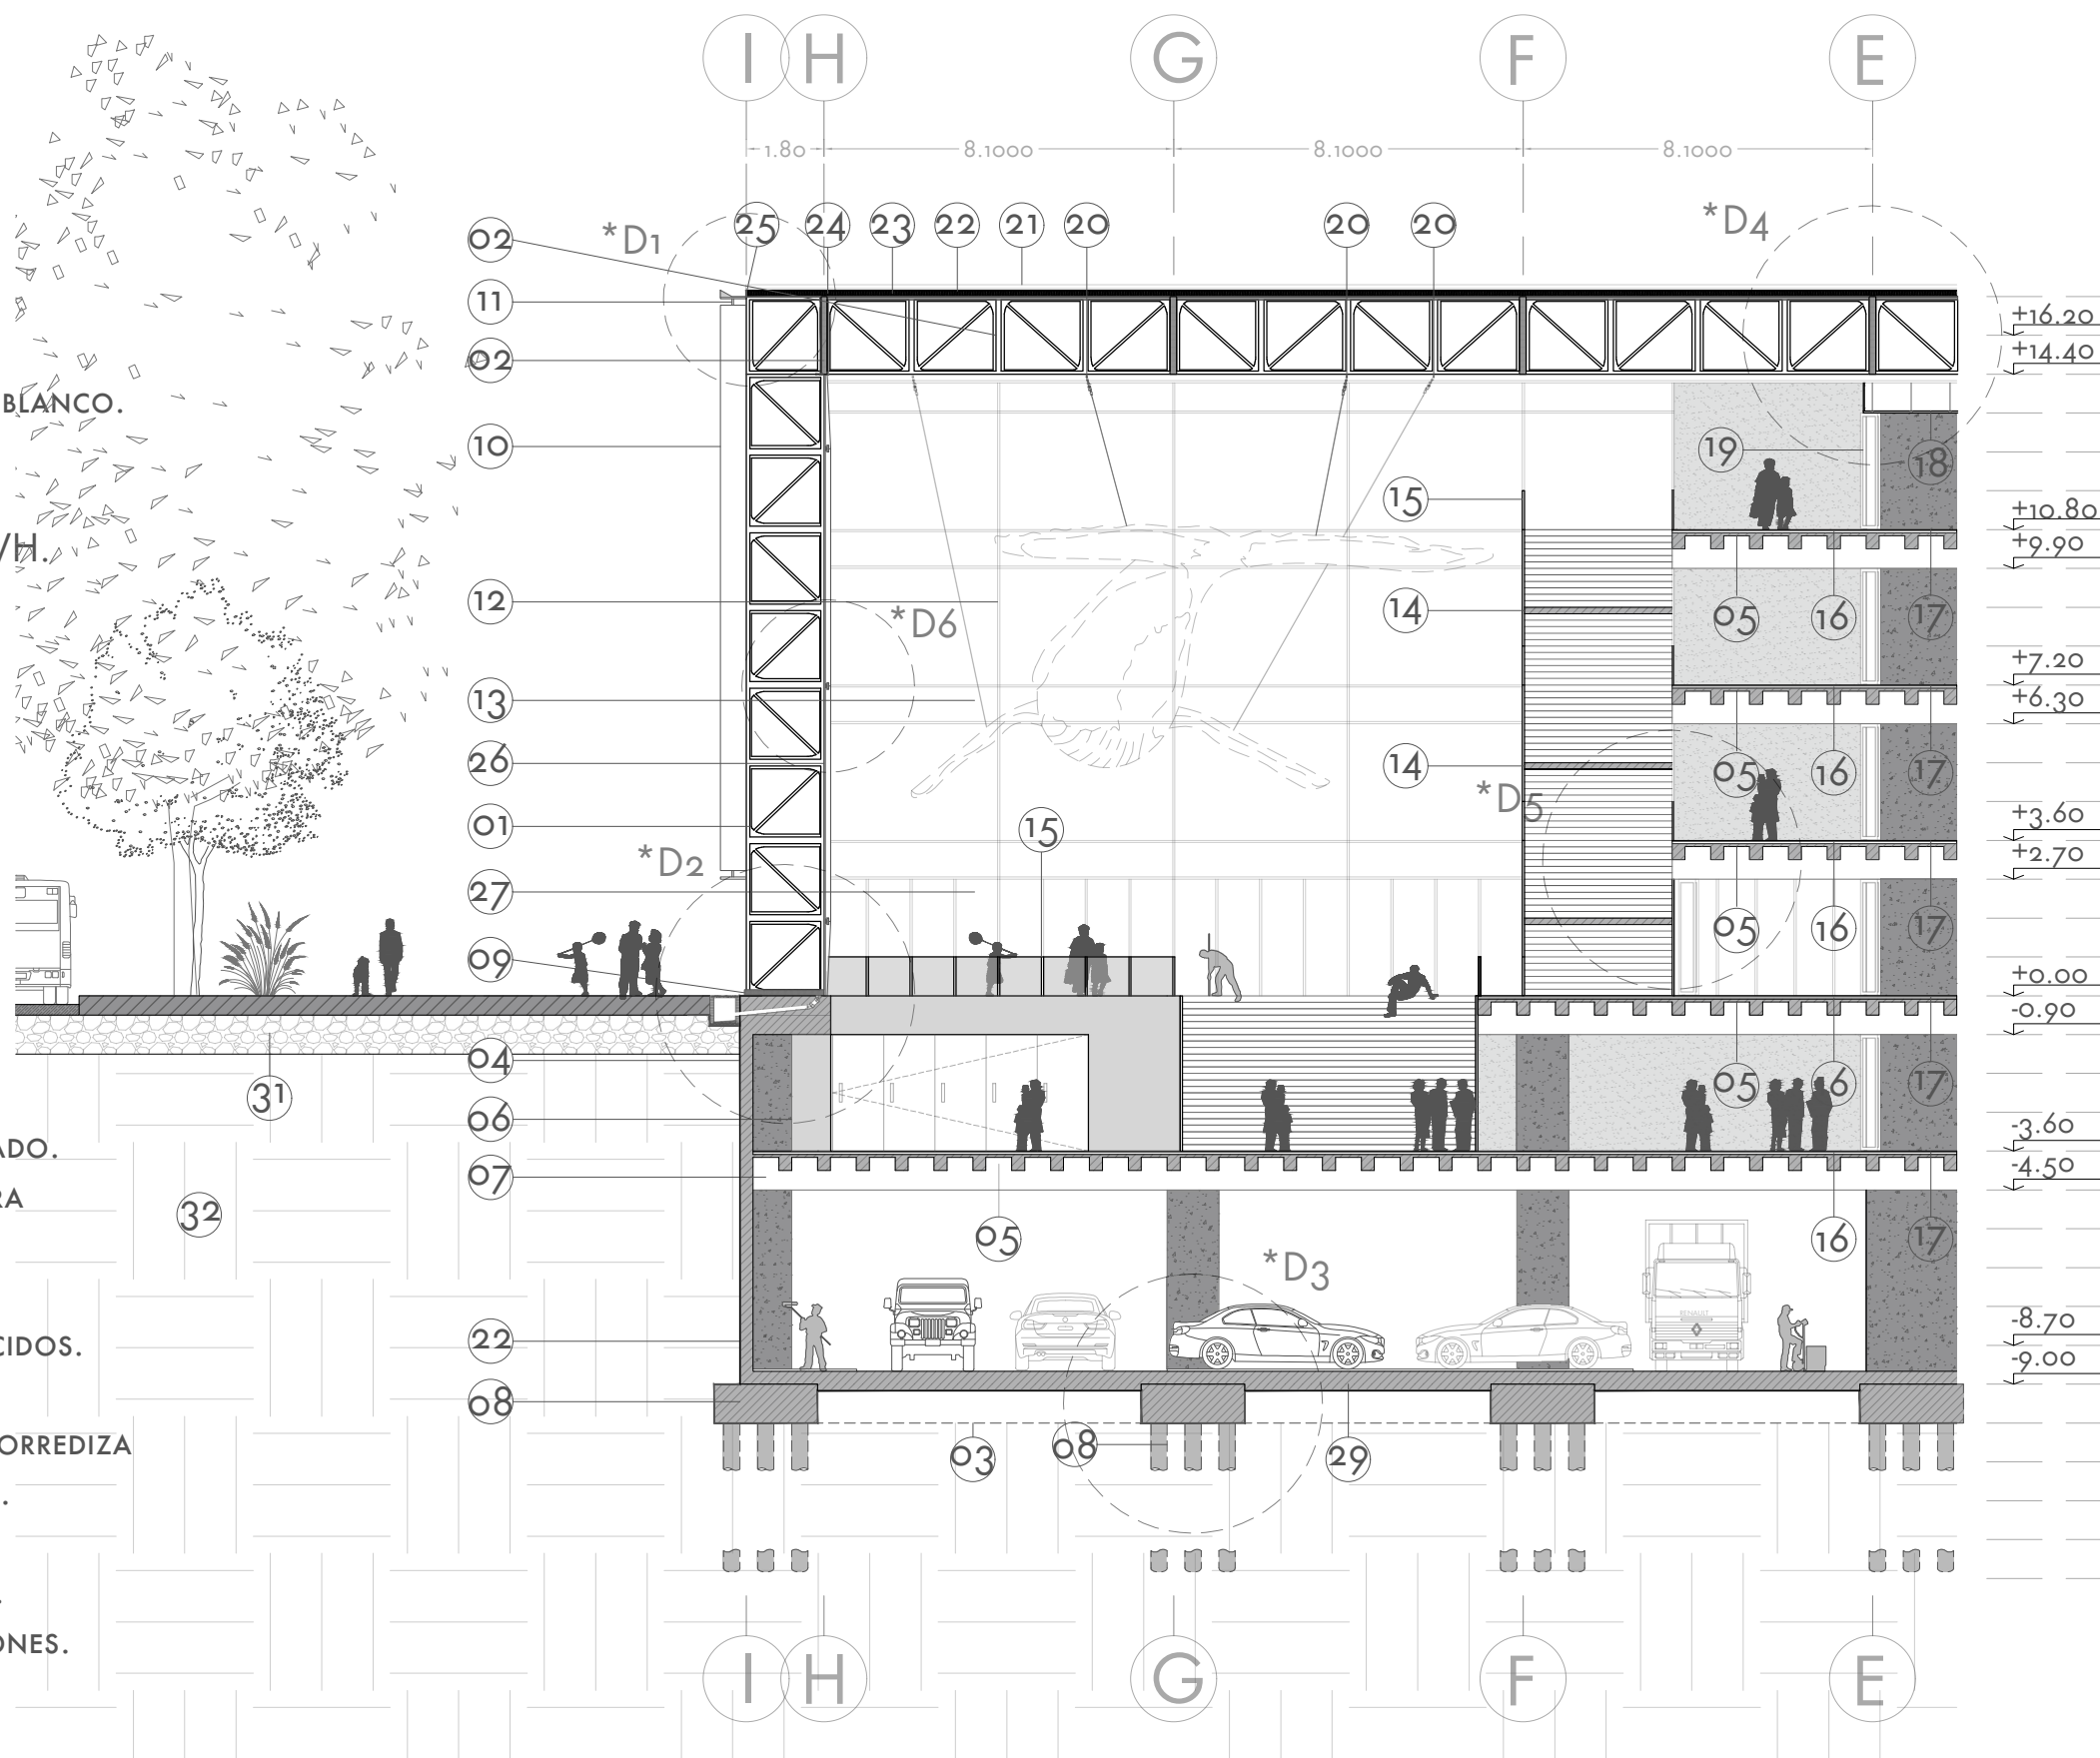 I H G F E
1.80 8.1000 8.1000 8.1000
02 *D1 25 24 23 22 21 20 20 20 *D4
11
+16.20
02
+14.40
BLANCO.
10
19 18
15
+10.80
/H.
+9.90
12 *D6 14 05 16 17
+7.20
13
+6.30
26 14 05 16 17
*D5
01 15
+3.60
*D2
+2.70
27
05 16 17
09
+0.00
-0.90
04
31 05 16 17
06
-3.60
ADO.
07
-4.50
RA
32
05 16 17
*D3
-8.70
22
CIDOS.
-9.00
RENAULT
08
ORREDIZA
03 08 29
.
ONES.
I H G F E